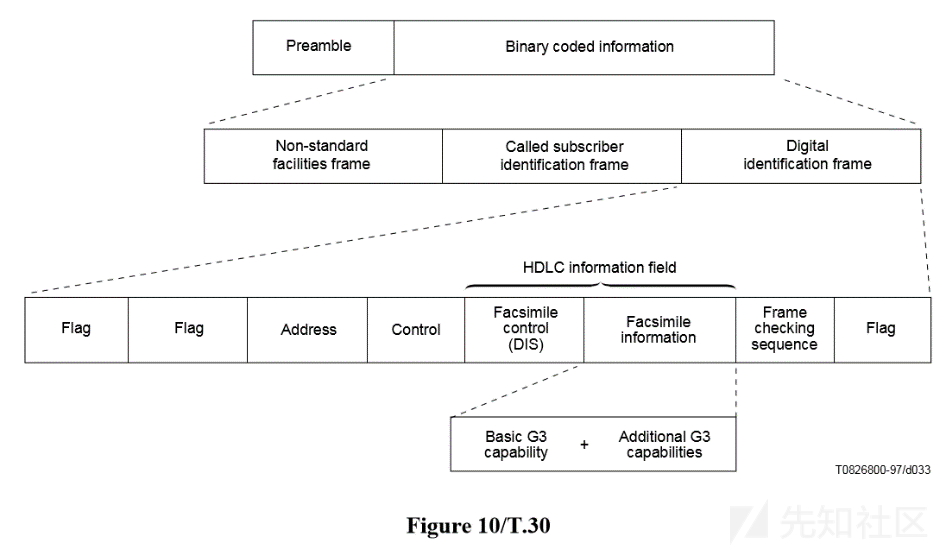 Preamble
Binary coded information
Non-standard
facilities frame
Called subscriber
identification frame
Digital
identification frame
HDLC information field
Flag
Flag
Address
Control
Facsimile
control
(DIS)
Facsimile
information
Frame
checking
sequence
Flag
Basic G3
capability
+
Additional G3
capabilities
T0826800-97/d033
Figure 10/T.30
先知社区